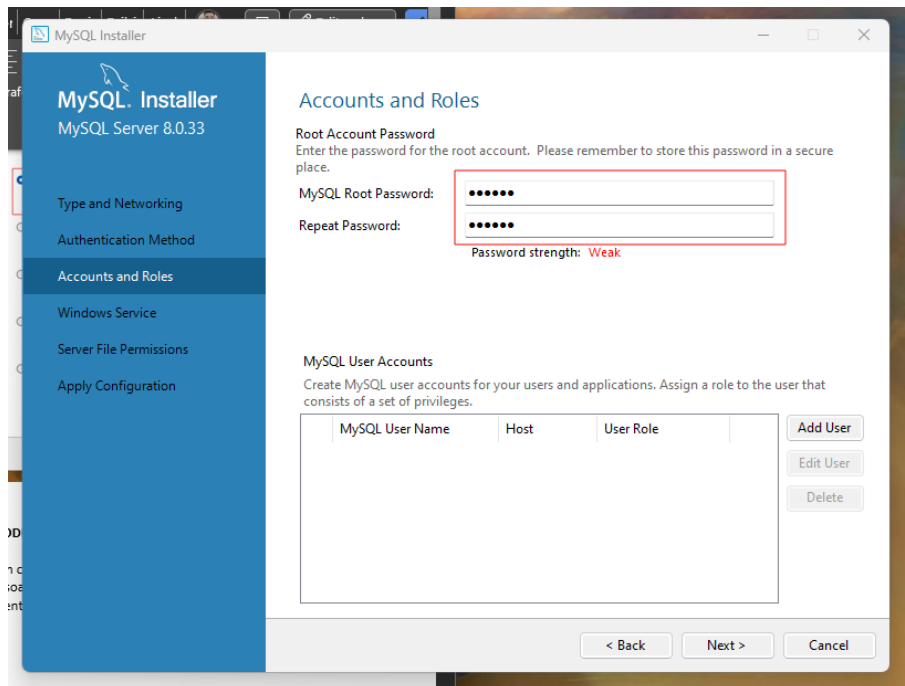 MySQL Installer
MySQL. Installer
MySQL Server 8.0.33
Type and Networking
Authentication Method
Accounts and Roles
Windows Service
Server File Permissions
Apply Configuration
Accounts and Roles
Root Account Password
Enter the password for the root account. Please remember to store this password in a secure
place.
MySQL Root Password: ●●●●●●
Repeat Password: ●●●●●●
Password strength: Weak
MySQL User Accounts
Create MySQL user accounts for your users and applications. Assign a role to the user that
consists of a set of privileges.
MySQL User Name Host User Role
Add User
Edit User
Delete
< Back Next > Cancel